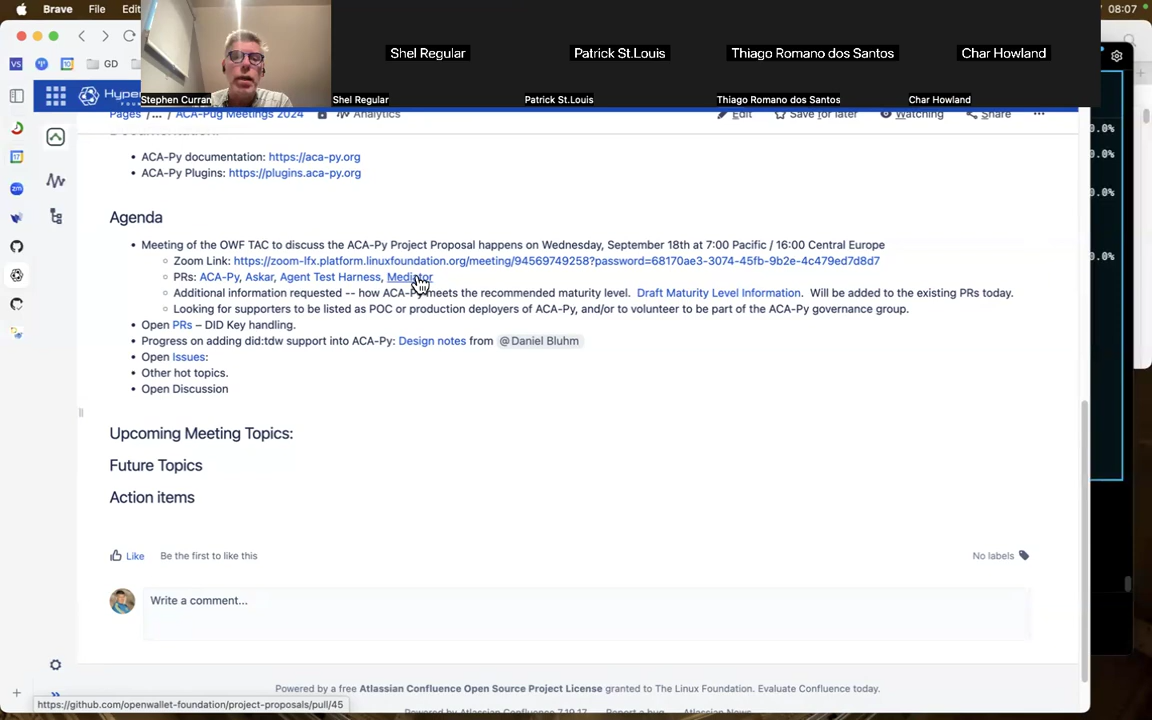 Brave File Edit
08:07
Shel Regular
Patrick St.Louis
Thiago Romano dos Santos
Char Howland
Stephen Curran
Shel Regular
Patrick St.Louis
Thiago Romano dos Santos
Char Howland
GD
Hyper
Pages /... / ACA-Pug Meetings 2024 Analytics
Edit Save for later Watching Share ...
• ACA-Py documentation: https://aca-py.org
• ACA-Py Plugins: https://plugins.aca-py.org
Agenda
• Meeting of the OWF TAC to discuss the ACA-Py Project Proposal happens on Wednesday, September 18th at 7:00 Pacific / 16:00 Central Europe
Zoom Link: https://zoom-lfx.platform.linuxfoundation.org/meeting/94569749258?password=68170ae3-3074-45fb-9b2e-4c479ed7d8d7
PRs: ACA-Py, Askar, Agent Test Harness, Mediator
Additional information requested -- how ACA-Py meets the recommended maturity level. Draft Maturity Level Information. Will be added to the existing PRs today.
Looking for supporters to be listed as POC or production deployers of ACA-Py, and/or to volunteer to be part of the ACA-Py governance group.
• Open PRs – DID Key handling.
• Progress on adding did:tdw support into ACA-Py: Design notes from @Daniel Bluhm
• Open Issues:
• Other hot topics.
• Open Discussion
Upcoming Meeting Topics:
Future Topics
Action items
Like Be the first to like this
No labels
Write a comment...
Powered by a free Atlassian Confluence Open Source Project License granted to The Linux Foundation. Evaluate Confluence today.
https://github.com/openwallet-foundation/project-proposals/pull/45